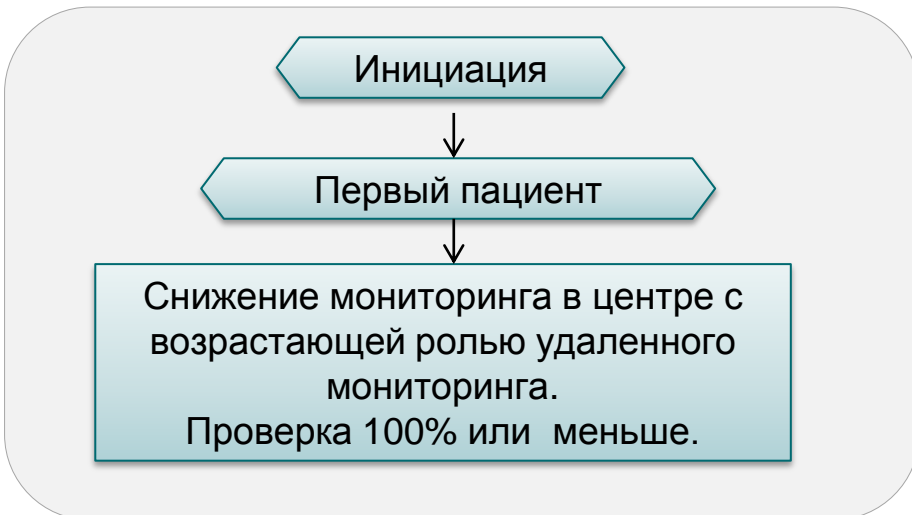 Инициация
Первый пациент
Снижение мониторинга в центре с
возрастающей ролью удаленного
мониторинга.
Проверка 100% или меньше.